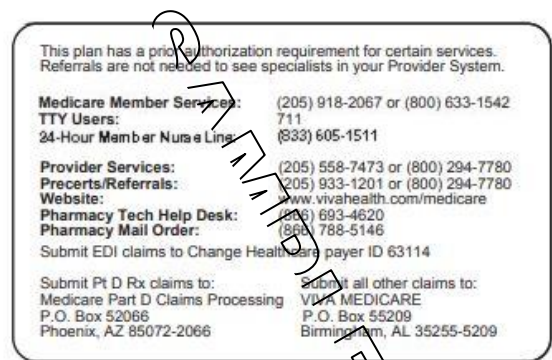 This plan has a prior authorization requirement for certain services.
Referrals are not needed to see specialists in your Provider System.
Medicare Member Services: (205) 918-2067 or (800) 633-1542
TTY Users: 711
24-Hour Member Nurse Line: (833) 605-1511
Provider Services: (205) 558-7473 or (800) 294-7780
Precerts/Referrals: (205) 933-1201 or (800) 294-7780
Website: www.vivahealth.com/medicare
Pharmacy Tech Help Desk: (866) 693-4620
Pharmacy Mail Order: (866) 788-5146
Submit EDI claims to Change Healthcare payer ID 63114
Submit Pt D Rx claims to:
Medicare Part D Claims Processing
P.O. Box 52066
Phoenix, AZ 85072-2066
Submit all other claims to:
VIVA MEDICARE
P.O. Box 55209
Birmingham, AL 35255-5209